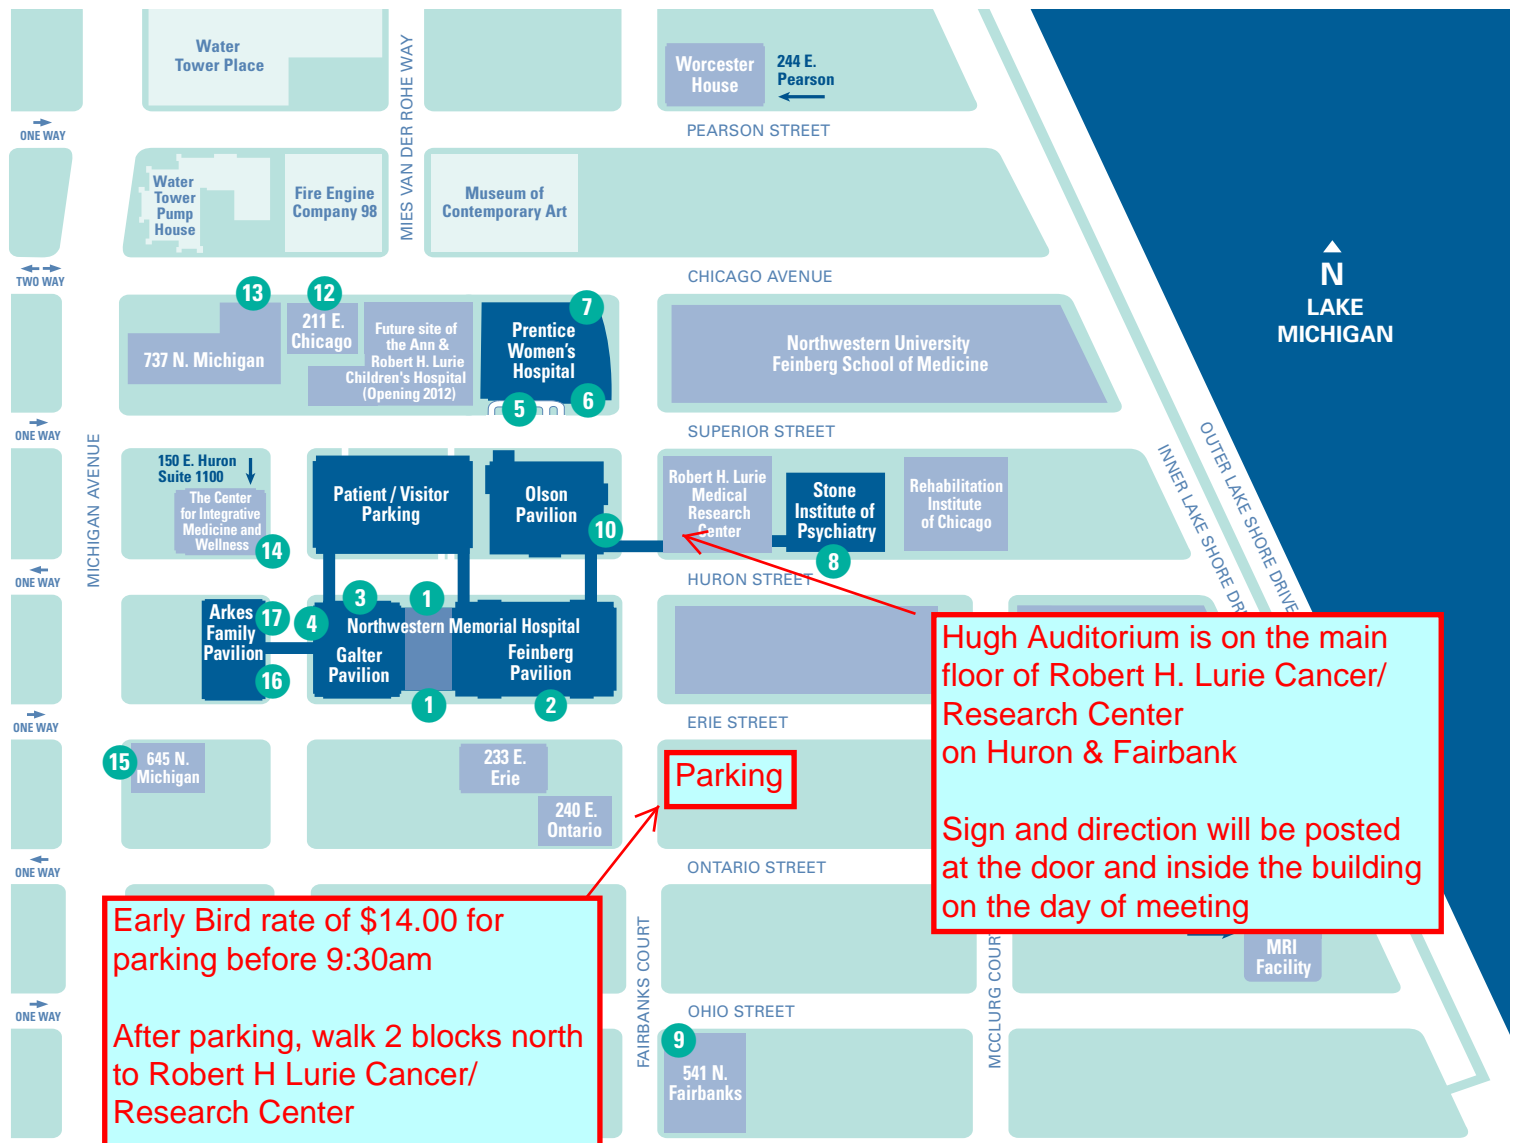 Water
Tower Place
MIES VAN DER ROHE WAY
Worcester
House
244 E.
Pearson
ONE WAY
PEARSON STREET
Water
Tower
Pump
House
Fire Engine
Company 98
Museum of
Contemporary Art
N
LAKE
MICHIGAN
TWO WAY
CHICAGO AVENUE
13
12
7
737 N. Michigan
211 E.
Chicago
Future site of
the Ann &
Robert H. Lurie
Children's Hospital
(Opening 2012)
Prentice
Women's
Hospital
5
6
Northwestern University
Feinberg School of Medicine
ONE WAY
SUPERIOR STREET
MICHIGAN AVENUE
150 E. Huron
Suite 1100
The Center
for Integrative
Medicine and
Wellness
14
Patient / Visitor
Parking
Olson
Pavilion
10
Robert H. Lurie
Medical
Research
Center
Stone
Institute of
Psychiatry
8
Rehabilitation
Institute
of Chicago
INNER LAKE SHORE DRI
OUTER LAKE SHORE DRIVE
ONE WAY
HURON STREET
Arkes
Family
Pavilion
17
16
4
3
1
Northwestern Memorial Hospital
Galter
Pavilion
Feinberg
Pavilion
1
2
Hugh Auditorium is on the main
floor of Robert H. Lurie Cancer/
Research Center
on Huron & Fairbank
Sign and direction will be posted
at the door and inside the building
on the day of meeting
ONE WAY
ERIE STREET
15
645 N.
Michigan
233 E.
Erie
240 E.
Ontario
Parking
ONE WAY
ONTARIO STREET
Early Bird rate of $14.00 for
parking before 9:30am
After parking, walk 2 blocks north
to Robert H Lurie Cancer/
Research Center
FAIRBANKS COURT
MCCLURG COURT
MRI
Facility
ONE WAY
OHIO STREET
9
541 N.
Fairbanks